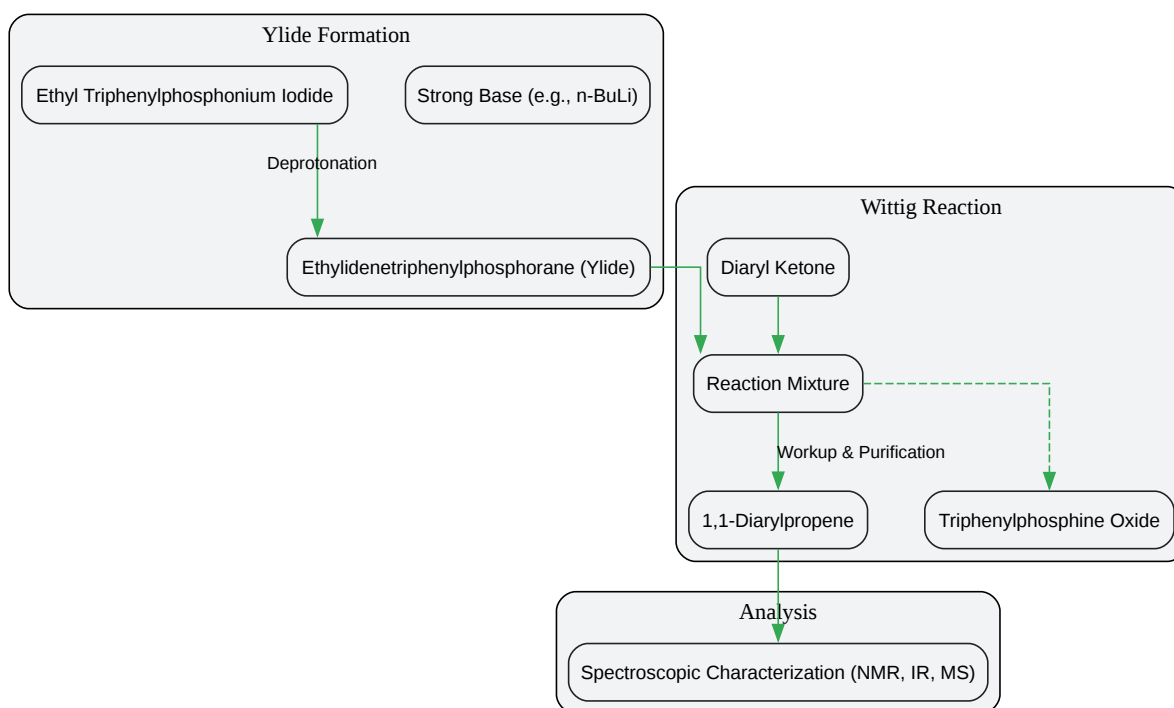 Ylide Formation
Ethyl Triphenylphosphonium Iodide
Strong Base (e.g., n-BuLi)
Deprotonation
Ethylidenetriphenylphosphorane (Ylide)
Wittig Reaction
Diaryl Ketone
Reaction Mixture
Workup & Purification
1,1-Diarylpropene
Triphenylphosphine Oxide
Analysis
Spectroscopic Characterization (NMR, IR, MS)